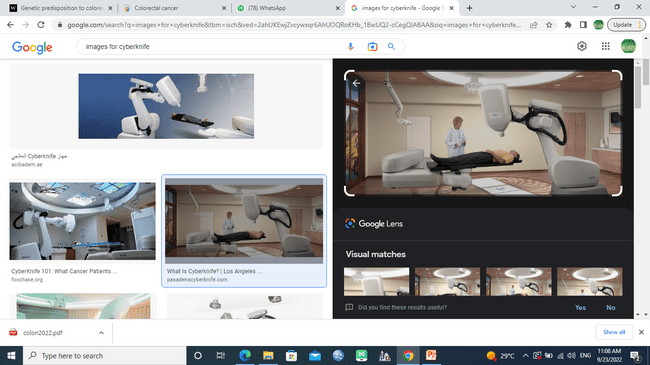 Genetic predisposition to colore
Colorectal cancer
(78) WhatsApp
images for cyberknife - Google S
google.com/search?q=images+for+cyberknife&tbm=isch&ved=2ahUKEwjZvcywxqr6AhUOQRoKHb_1BwUQ2-cCegQIABAA&oq=images+for+cyberknife...
Update
Google
images for cyberknife
جهاز Cyberknife العلاجي
acibadem.ae
CyberKnife 101: What Cancer Patients ...
foxchase.org
What Is Cyberknife? | Los Angeles ...
pasadenacyberknife.com
Google Lens
Visual matches
Did you find these results useful?
Yes
No
colon2022.pdf
Show all
Type here to search
29°C
ENG
11:08 AM
9/23/2022